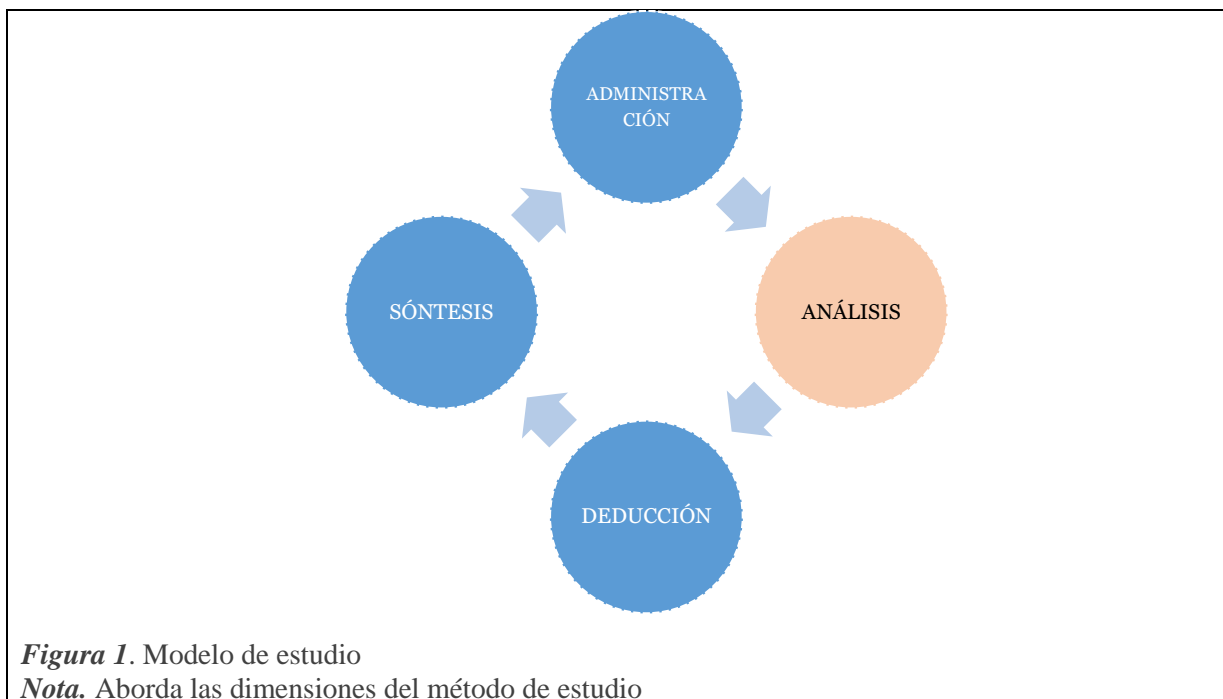 ADMINISTRA
CIÓN
SÓNTESIS
ANÁLISIS
DEDUCCIÓN
Figura 1. Modelo de estudio
Nota. Aborda las dimensiones del método de estudio